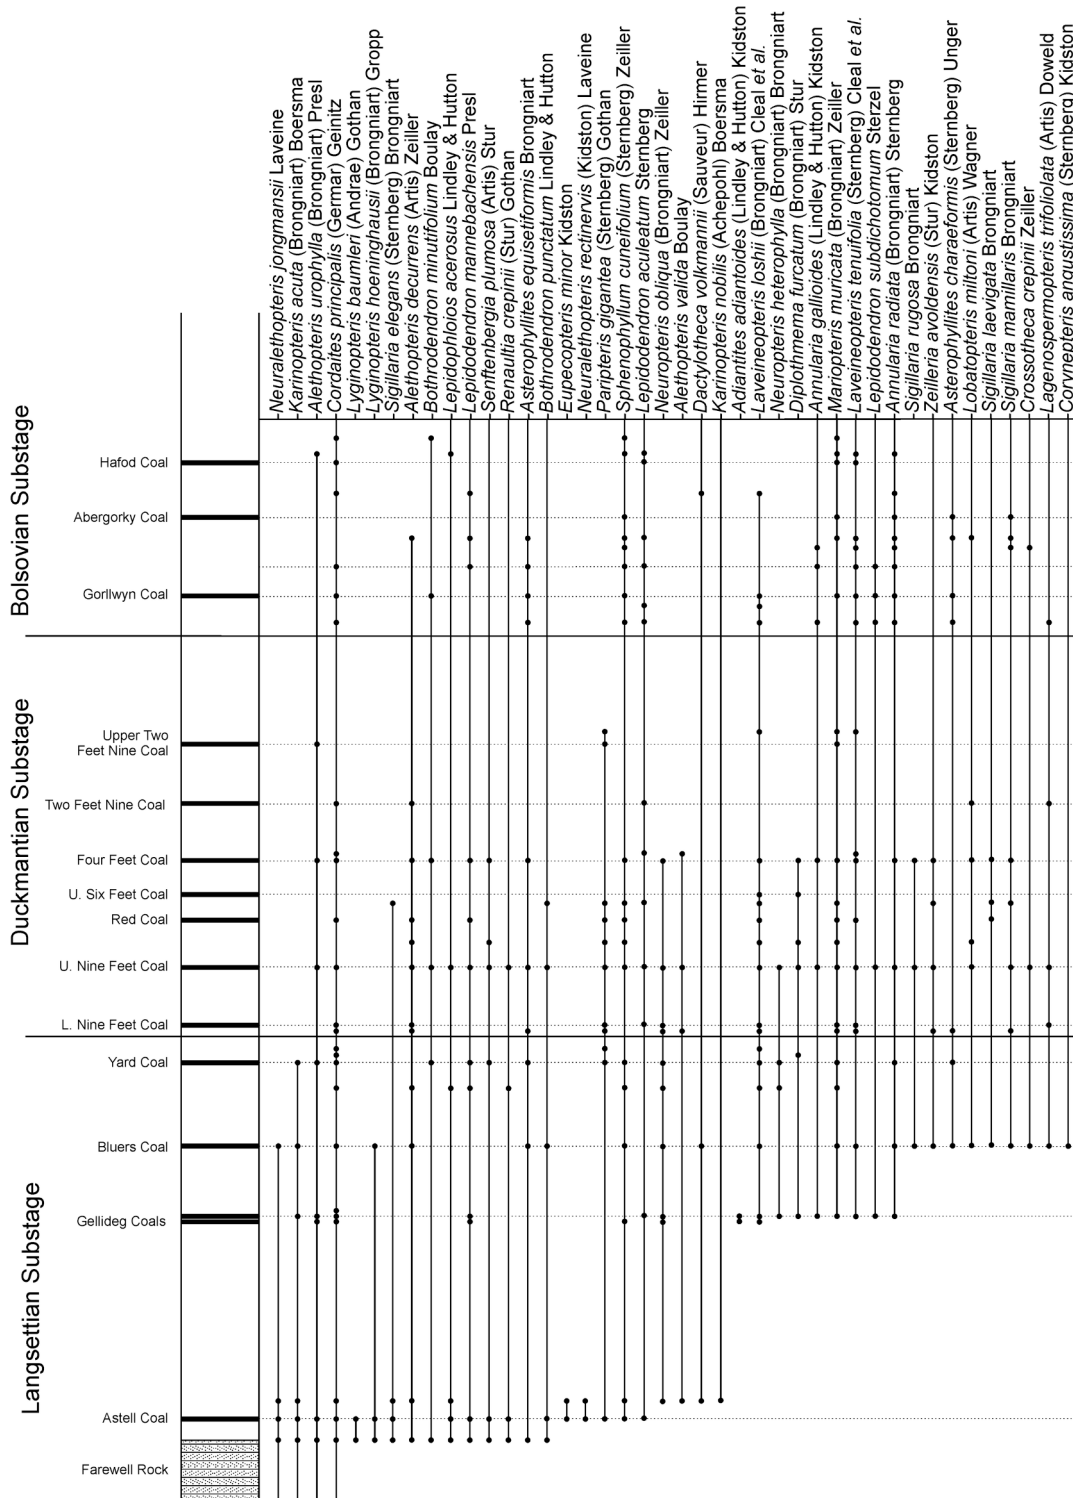 Neuralethopteris jongmansii Laveine
Karinopteris acuta (Brongniart) Boersma
Alethopteris urophylla (Brongniart) Presl
Cordaites principalis (Germar) Geinitz
Lyginopteris baumleri (Andrae) Gothan
Lyginopteris hoeninghausii (Brongniart) Gropp
Sigillaria elegans (Sternberg) Brongniart
Alethopteris decurrens (Artis) Zeiller
Bothrodendron minutifolium Boulay
Lepidophloios acerosus Lindley & Hutton
Lepidodendron mannebachensis Presl
Senftenbergia plumosa (Artis) Stur
Renaultia crepinii (Stur) Gothan
Asterophyllites equisetiformis Brongniart
Bothrodendron punctatum Lindley & Hutton
Eupecopteris minor Kidston
Neuralethopteris rectinervis (Kidston) Laveine
Paripteris gigantea (Sternberg) Gothan
Sphenophyllum cuneifolium (Sternberg) Zeiller
Lepidodendron aculeatum Sternberg
Neuropteris obliqua (Brongniart) Zeiller
Alethopteris valida Boulay
Dactylotheca volkmannii (Sauveur) Hirmer
Karinopteris nobilis (Achepohl) Boersma
Adiantites adiantoides (Lindley & Hutton) Kidston
Laveineopteris loshii (Brongniart) Cleal et al.
Neuropteris heterophylla (Brongniart) Brongniart
Diplothmema furcatum (Brongniart) Stur
Annularia gallioides (Lindley & Hutton) Kidston
Mariopteris muricata (Brongniart) Zeiller
Laveineopteris tenuifolia (Sternberg) Cleal et al.
Lepidodendron subdichotomum Sterzel
Annularia radiata (Brongniart) Sternberg
Sigillaria rugosa Brongniart
Zeilleria avoldensis (Stur) Kidston
Asterophyllites charaeformis (Sternberg) Unger
Lobatopteris miltoni (Artis) Wagner
Sigillaria laevigata Brongniart
Sigillaria mamillaris Brongniart
Crossotheca crepinii Zeiller
Lagenospermopteris trifoliolata (Artis) Doweld
Corynepteris angustissima (Sternberg) Kidston
Bolsovian Substage
Hafod Coal
Abergorky Coal
Gorllwyn Coal
Duckmantian Substage
Upper Two
Feet Nine Coal
Two Feet Nine Coal
Four Feet Coal
U. Six Feet Coal
Red Coal
U. Nine Feet Coal
L. Nine Feet Coal
Langsettian Substage
Yard Coal
Bluers Coal
Gellideg Coals
Astell Coal
Farewell Rock